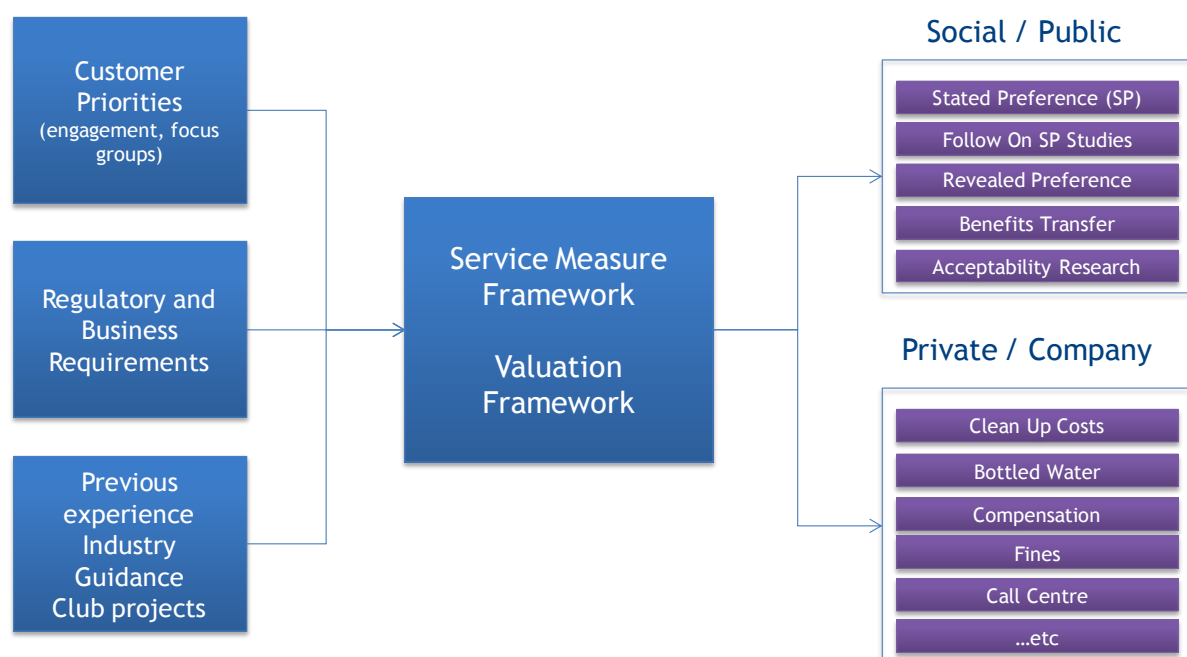 Customer
Priorities
(engagement, focus
groups)
Regulatory and
Business
Requirements
Previous
experience
Industry
Guidance
Club projects
Service Measure
Framework
Valuation
Framework
Social / Public
Stated Preference (SP)
Follow On SP Studies
Revealed Preference
Benefits Transfer
Acceptability Research
Private / Company
Clean Up Costs
Bottled Water
Compensation
Fines
Call Centre
...etc